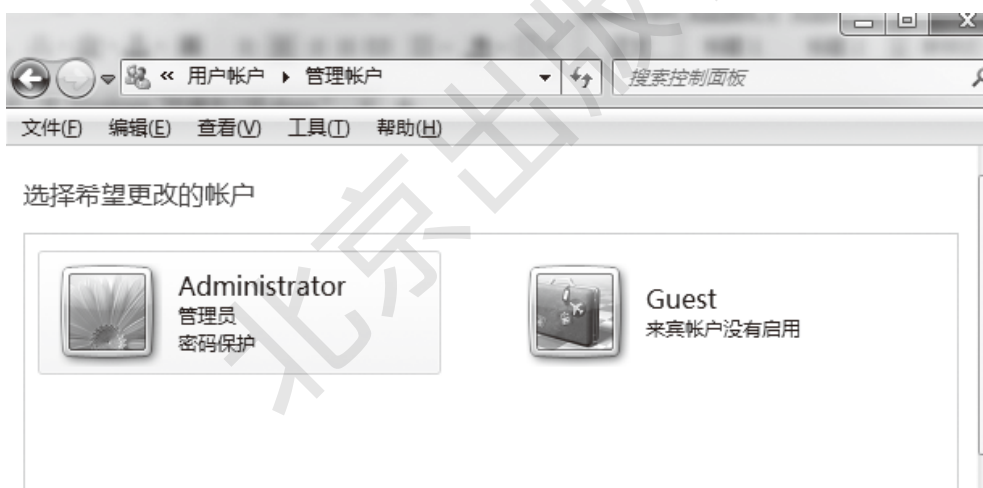 « 用户帐户 ▸ 管理帐户
搜索控制面板
文件(F) 编辑(E) 查看(V) 工具(T) 帮助(H)
选择希望更改的帐户
Administrator
管理员
密码保护
Guest
来宾帐户没有启用
北京出版